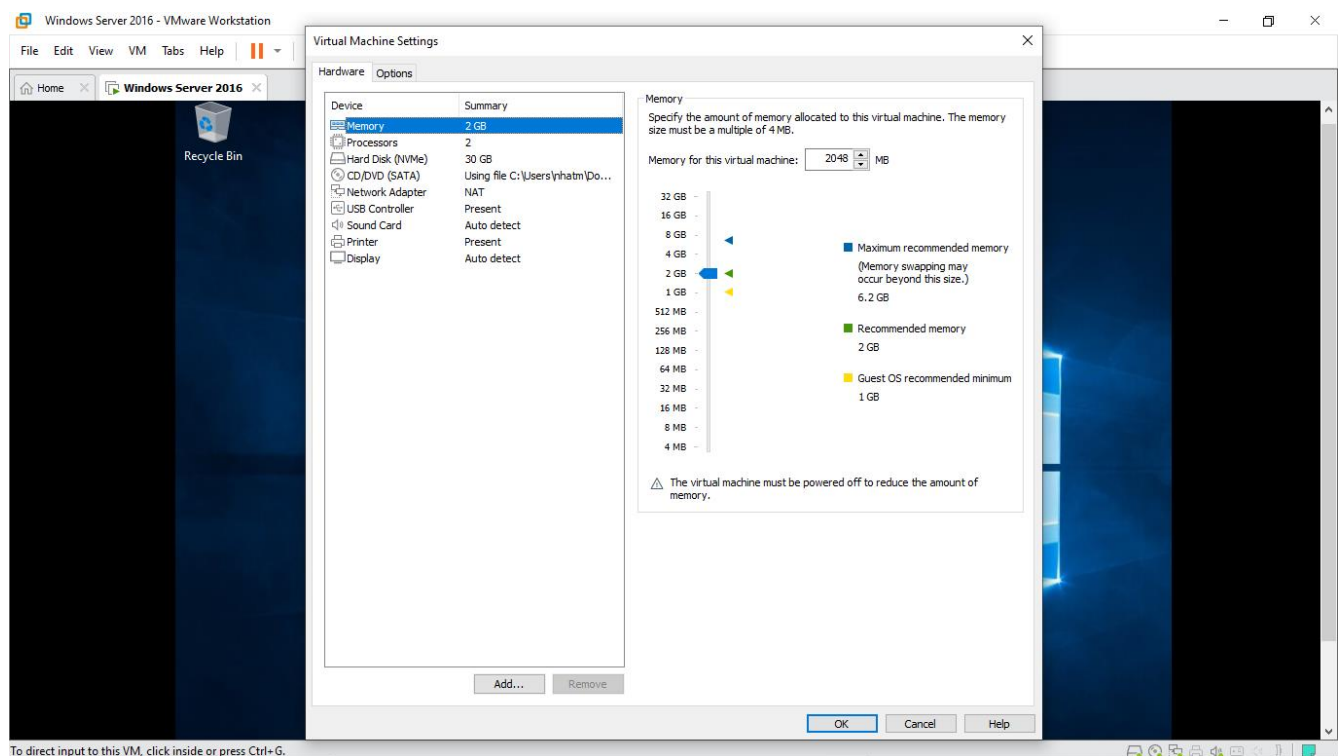 Windows Server 2016 - VMware Workstation
File Edit View VM Tabs Help
Home Windows Server 2016
Recycle Bin
Virtual Machine Settings
Hardware Options
Device Summary
Memory 2 GB
Processors 2
Hard Disk (NVMe) 30 GB
CD/DVD (SATA) Using file C:\Users\nhatm\Do...
Network Adapter NAT
USB Controller Present
Sound Card Auto detect
Printer Present
Display Auto detect
Add... Remove
Memory
Specify the amount of memory allocated to this virtual machine. The memory
size must be a multiple of 4 MB.
Memory for this virtual machine: 2048 MB
32 GB
16 GB
8 GB
4 GB
2 GB
1 GB
512 MB
256 MB
128 MB
64 MB
32 MB
16 MB
8 MB
4 MB
Maximum recommended memory
(Memory swapping may
occur beyond this size.)
6.2 GB
Recommended memory
2 GB
Guest OS recommended minimum
1 GB
The virtual machine must be powered off to reduce the amount of
memory.
OK Cancel Help
To direct input to this VM, click inside or press Ctrl+G.